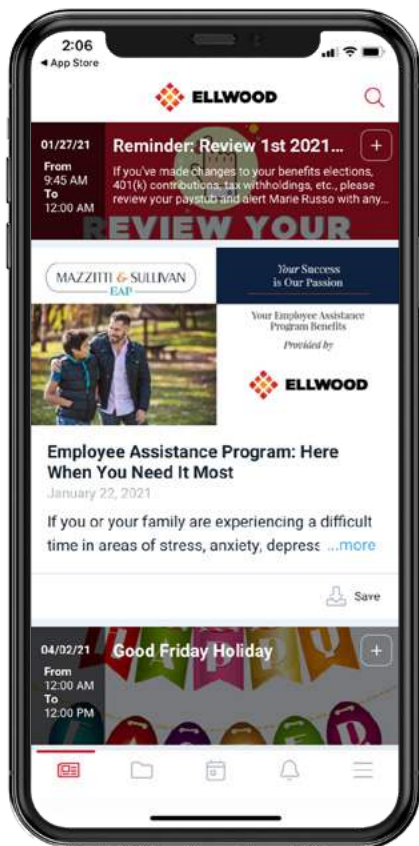 2:06
◀ App Store
ELLWOOD
01/27/21
From
9:45 AM
To
12:00 AM
Reminder: Review 1st 2021...
If you've made changes to your benefits elections,
401(k) contributions, tax withholdings, etc., please
review your paystub and alert Marie Russo with any...
REVIEW YOUR
MAZZITTI & SULLIVAN
EAP
Your Success
is Our Passion
Your Employee Assistance
Program Benefits
Provided by
ELLWOOD
Employee Assistance Program: Here
When You Need It Most
January 22, 2021
If you or your family are experiencing a difficult
time in areas of stress, anxiety, depress ...more
Save
04/02/21
From
12:00 AM
To
12:00 PM
Good Friday Holiday
HAPPY